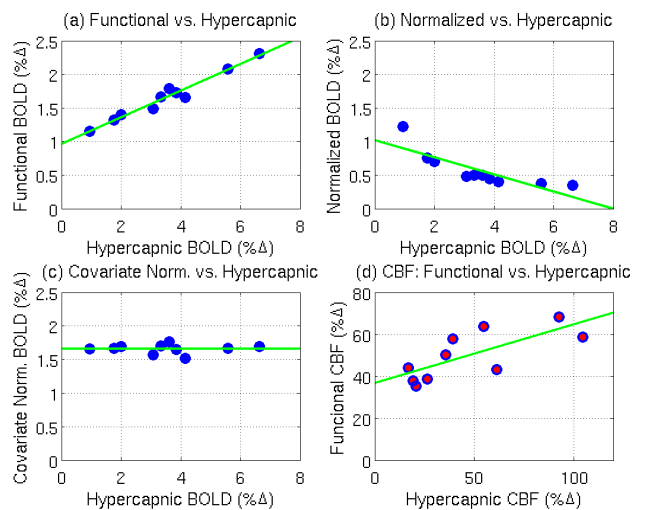 (a) Functional vs. Hypercapnic
Functional BOLD (%Δ)
2.5
2
1.5
1
0.5
0
0 2 4 6 8
Hypercapnic BOLD (%Δ)
(b) Normalized vs. Hypercapnic
Normalized BOLD (%Δ)
2.5
2
1.5
1
0.5
0
0 2 4 6 8
Hypercapnic BOLD (%Δ)
(c) Covariate Norm. vs. Hypercapnic
Covariate Norm. BOLD (%Δ)
2.5
2
1.5
1
0.5
0
0 2 4 6 8
Hypercapnic BOLD (%Δ)
(d) CBF: Functional vs. Hypercapnic
Funcional CBF (%Δ)
80
60
40
20
0
0 50 100
Hypercapnic CBF (%Δ)